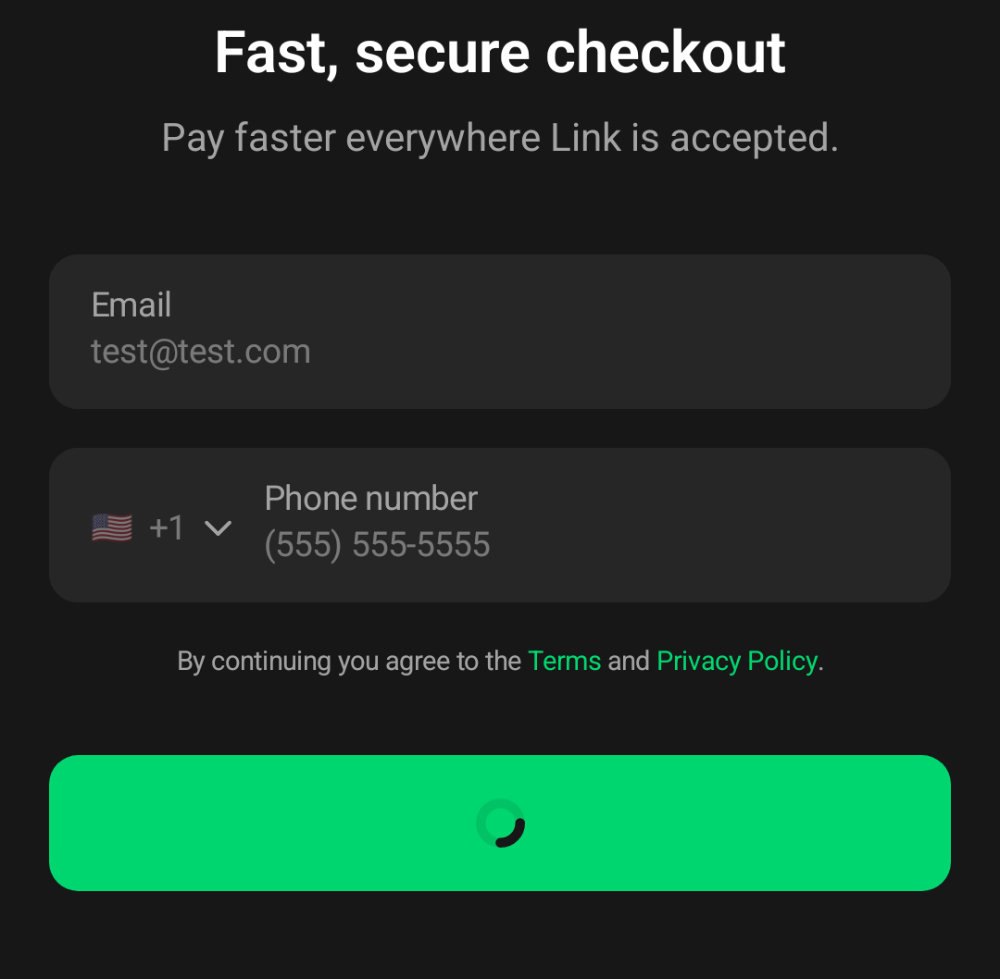 Fast, secure checkout
Pay faster everywhere Link is accepted.
Email
test@test.com
Phone number
+1 (555) 555-5555
By continuing you agree to the Terms and Privacy Policy.